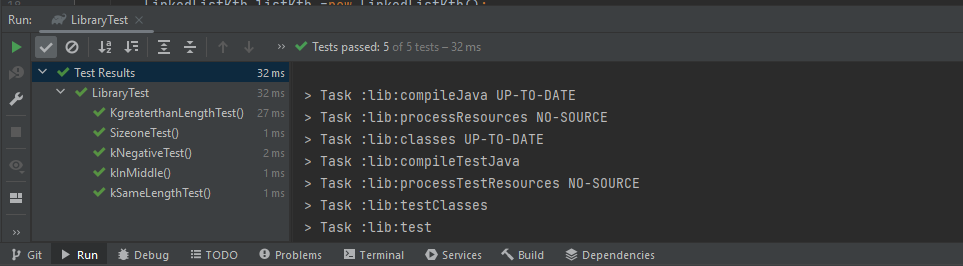 18 LinkedListKth listKth =new LinkedListKth();
Run: LibraryTest
Tests passed: 5 of 5 tests – 32 ms
Test Results 32 ms
LibraryTest 32 ms
KgreaterthanLengthTest() 27 ms
SizeoneTest() 1 ms
kNegativeTest() 2 ms
kInMiddle() 1 ms
kSameLengthTest() 1 ms
> Task :lib:compileJava UP-TO-DATE
> Task :lib:processResources NO-SOURCE
> Task :lib:classes UP-TO-DATE
> Task :lib:compileTestJava
> Task :lib:processTestResources NO-SOURCE
> Task :lib:testClasses
> Task :lib:test
Git Run Debug TODO Problems Terminal Services Build Dependencies